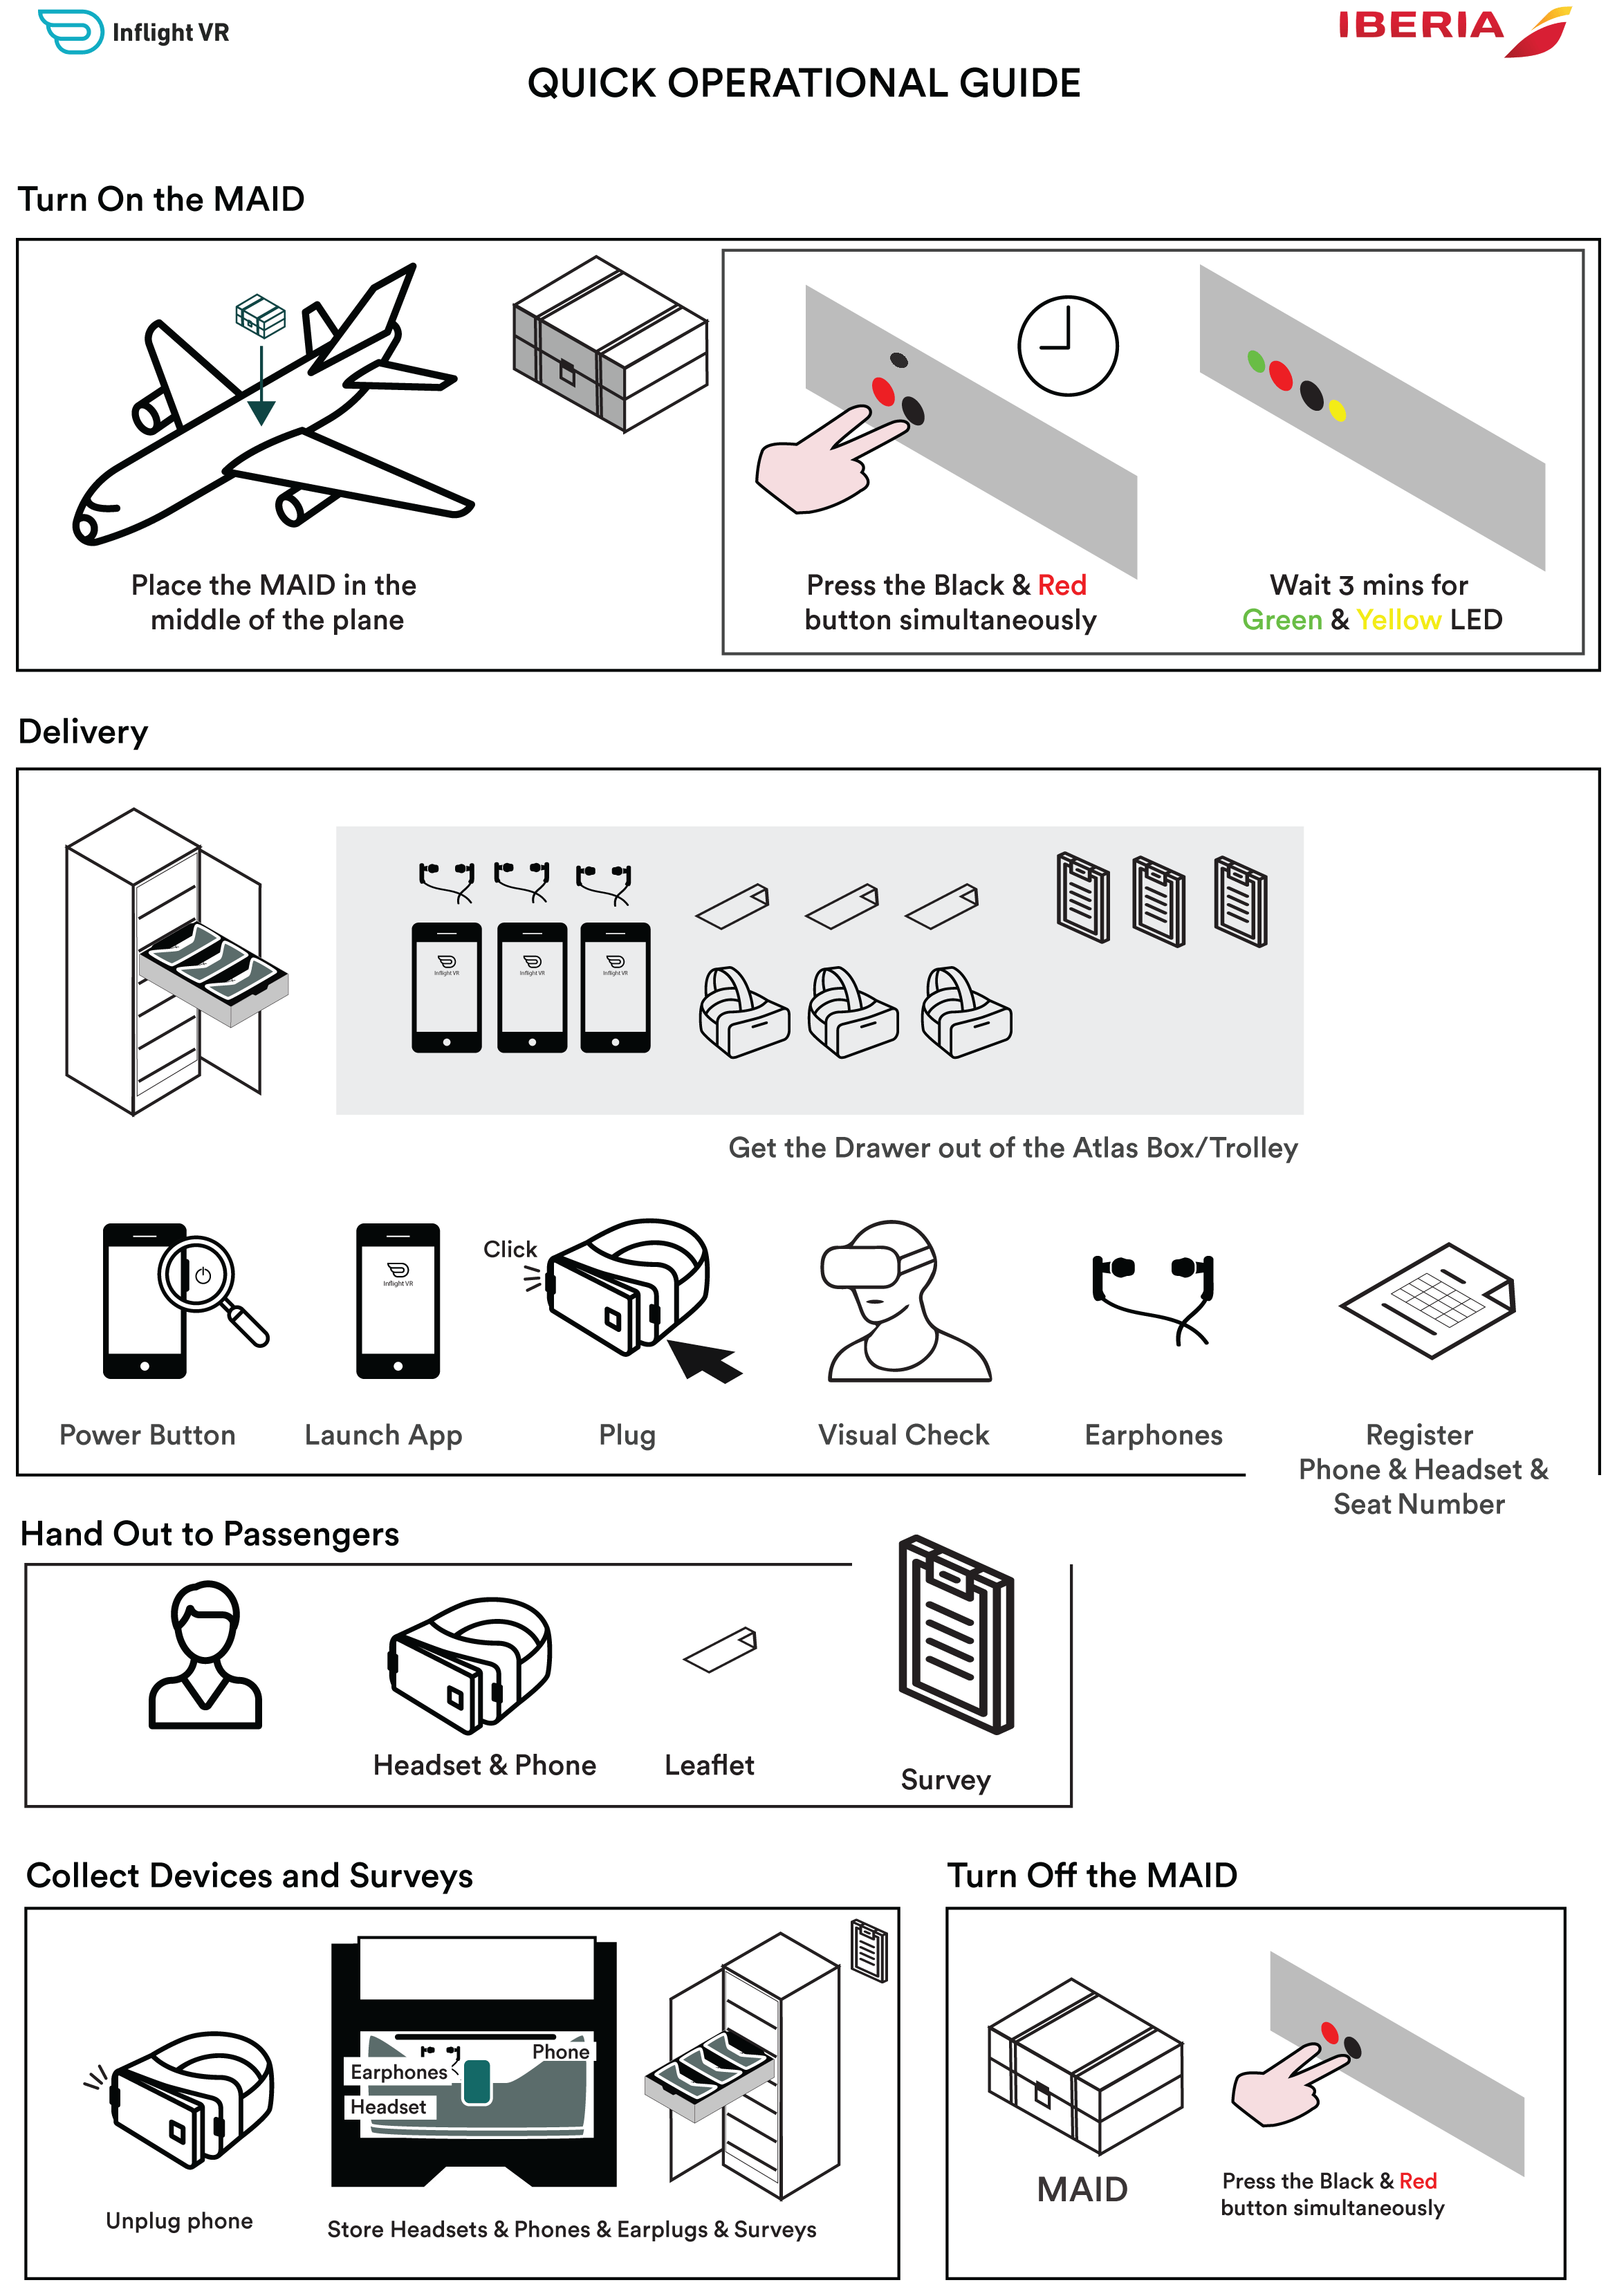 Inflight VR
IBERIA
QUICK OPERATIONAL GUIDE
Turn On the MAID
Place the MAID in the
middle of the plane
Press the Black & Red
button simultaneously
Wait 3 mins for
Green & Yellow LED
Delivery
Inflight VR
Inflight VR
Inflight VR
Get the Drawer out of the Atlas Box/Trolley
Click
Inflight VR
Power Button
Launch App
Plug
Visual Check
Earphones
Register
Phone & Headset &
Seat Number
Hand Out to Passengers
Headset & Phone
Leaflet
Survey
Collect Devices and Surveys
Phone
Earphones
Headset
Unplug phone
Store Headsets & Phones & Earplugs & Surveys
Turn Off the MAID
MAID
Press the Black & Red
button simultaneously